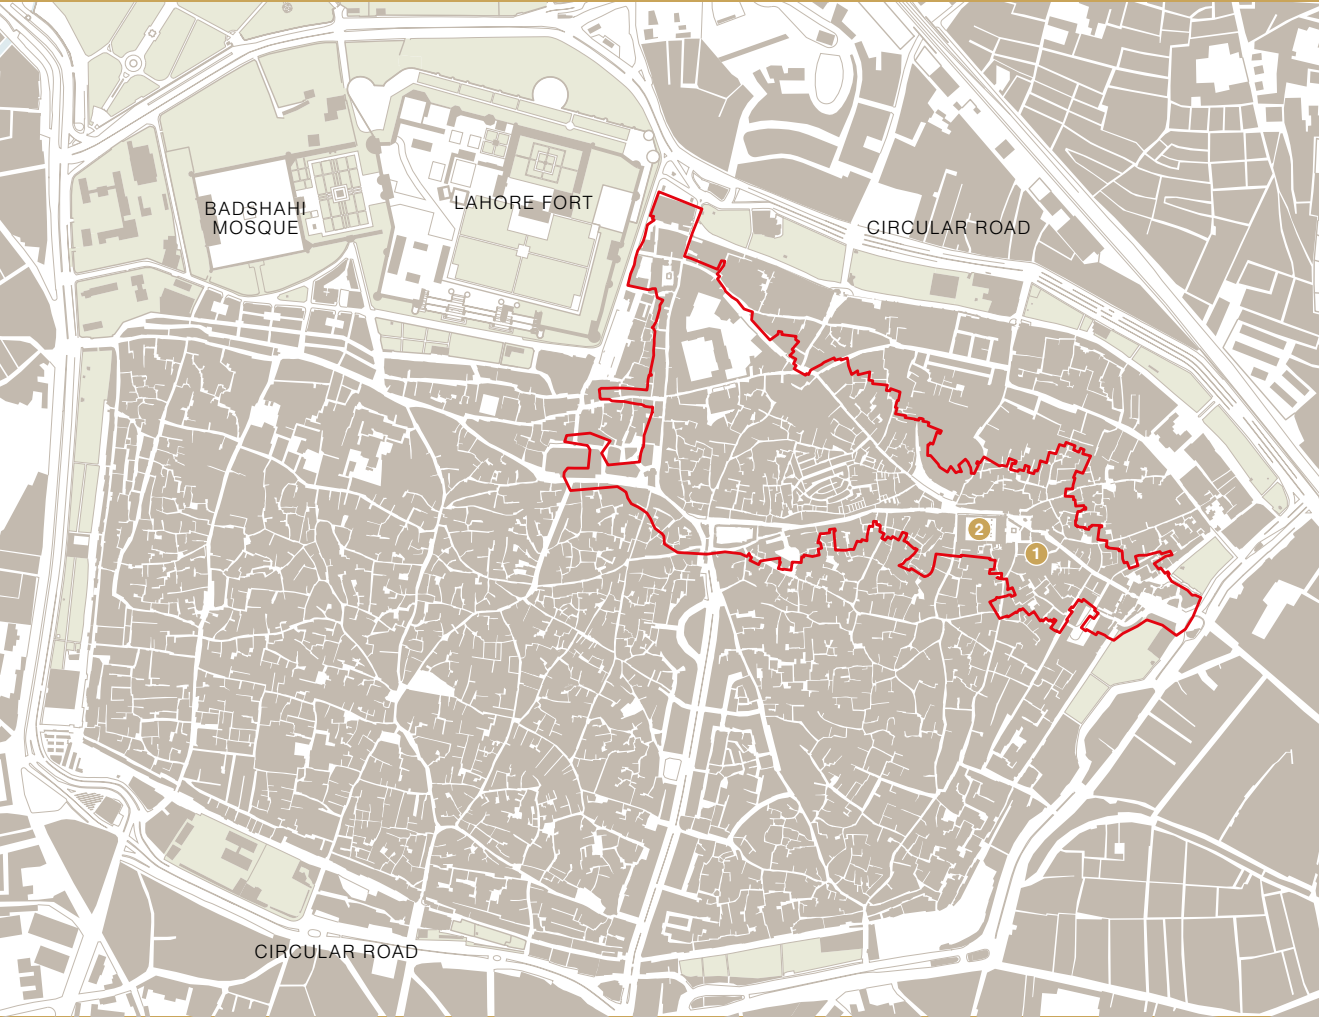 BADSHAHI
MOSQUE
LAHORE FORT
CIRCULAR ROAD
2
1
CIRCULAR ROAD